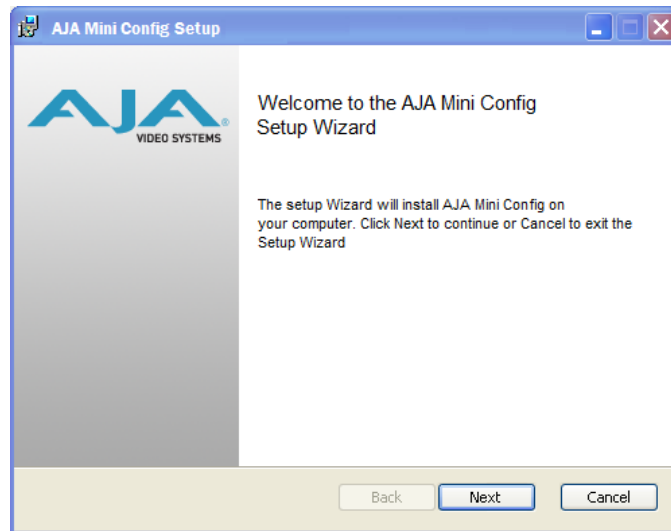 AJA Mini Config Setup
AJA®
VIDEO SYSTEMS
Welcome to the AJA Mini Config
Setup Wizard
The setup Wizard will install AJA Mini Config on
your computer. Click Next to continue or Cancel to exit the
Setup Wizard
Back
Next
Cancel